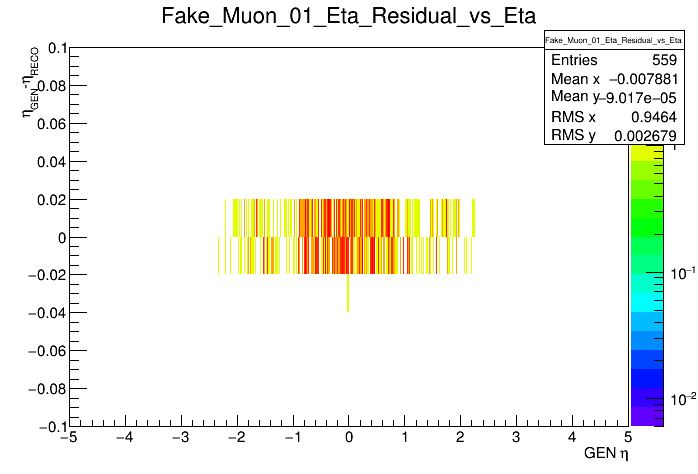 Fake_Muon_01_Eta_Residual_vs_Eta
Fake_Muon_01_Eta_Residual_vs_Eta
Entries 559
Mean x −0.007881
Mean y −9.017e−05
RMS x 0.9464
RMS y 0.002679
η_GEN-η_RECO
0.1
0.08
0.06
0.04
0.02
0
−0.02
−0.04
−0.06
−0.08
−0.1
−5 −4 −3 −2 −1 0 1 2 3 4 5
GEN η
1
10⁻¹
10⁻²